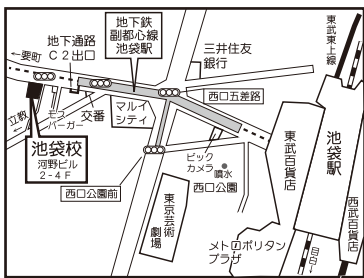 ←要町
地下通路
C2出口
地下鉄
副都心線
池袋駅
三井住友
銀行
東武東上線
西口五差路
立教
モス
バーガー
交番
マルイ
シティ
池袋校
河野ビル
2-4F
ビック
カメラ
噴水
西口公園
西口公園前
東京芸術
劇場
東武百貨店
池袋駅
西武百貨店
メトロポリタン
プラザ
目白